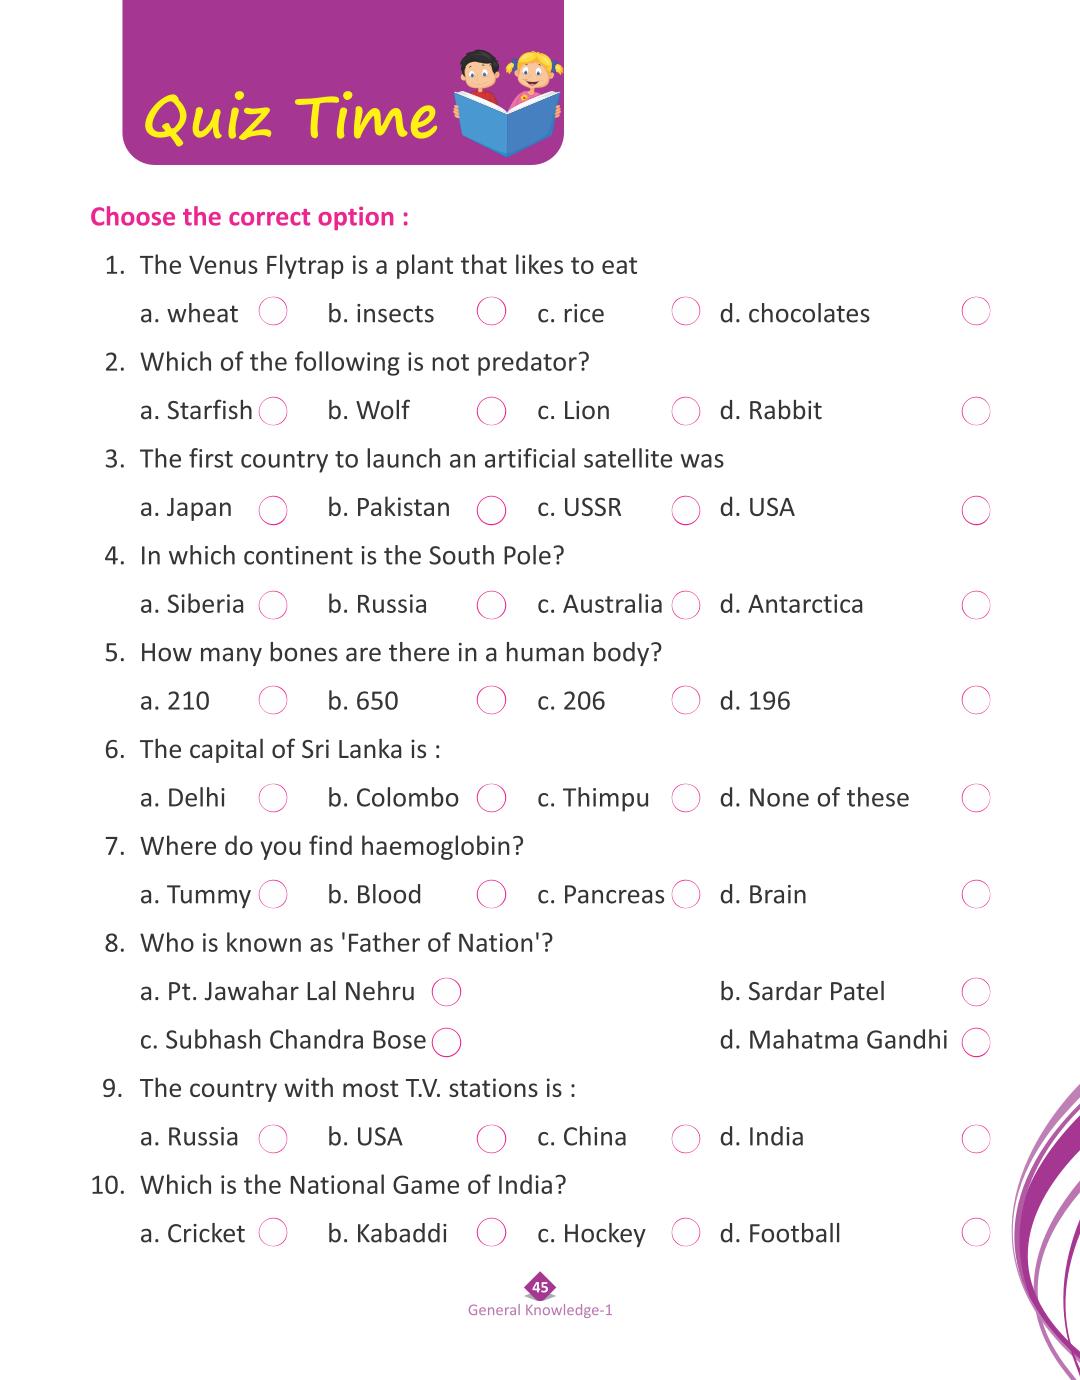 Quiz Time
Choose the correct option :
1. The Venus Flytrap is a plant that likes to eat
a. wheat b. insects c. rice d. chocolates
2. Which of the following is not predator?
a. Starfish b. Wolf c. Lion d. Rabbit
3. The first country to launch an artificial satellite was
a. Japan b. Pakistan c. USSR d. USA
4. In which continent is the South Pole?
a. Siberia b. Russia c. Australia d. Antarctica
5. How many bones are there in a human body?
a. 210 b. 650 c. 206 d. 196
6. The capital of Sri Lanka is :
a. Delhi b. Colombo c. Thimpu d. None of these
7. Where do you find haemoglobin?
a. Tummy b. Blood c. Pancreas d. Brain
8. Who is known as 'Father of Nation'?
a. Pt. Jawahar Lal Nehru b. Sardar Patel
c. Subhash Chandra Bose d. Mahatma Gandhi
9. The country with most T.V. stations is :
a. Russia b. USA c. China d. India
10. Which is the National Game of India?
a. Cricket b. Kabaddi c. Hockey d. Football
45
General Knowledge-1